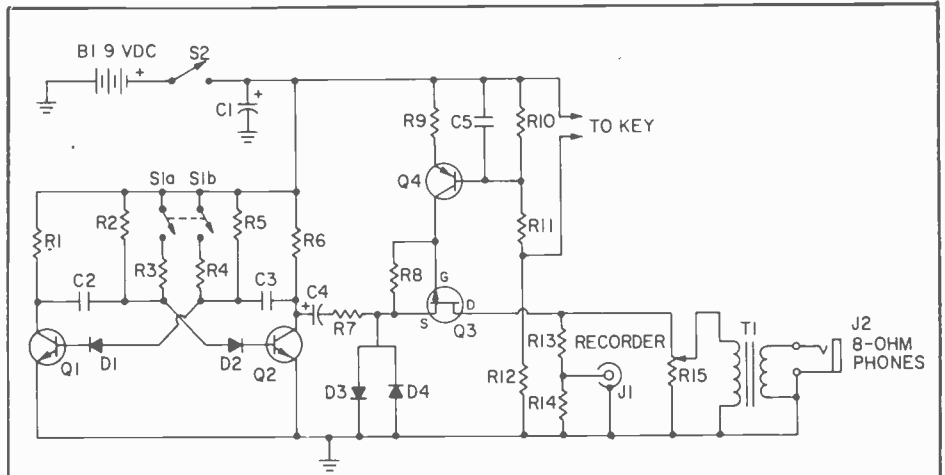 B1 9 VDC
+
S2
+
C1
R9
C5
R10
TO KEY
Q4
S1a
S1b
R1
R2
R5
R6
R11
R3
R4
R8
C2
C3
C4
+
R7
G
S
D
Q3
Q1
D1
D2
Q2
D3
D4
R12
R13
RECORDER
R14
J1
R15
T1
J2
8-OHM
PHONES